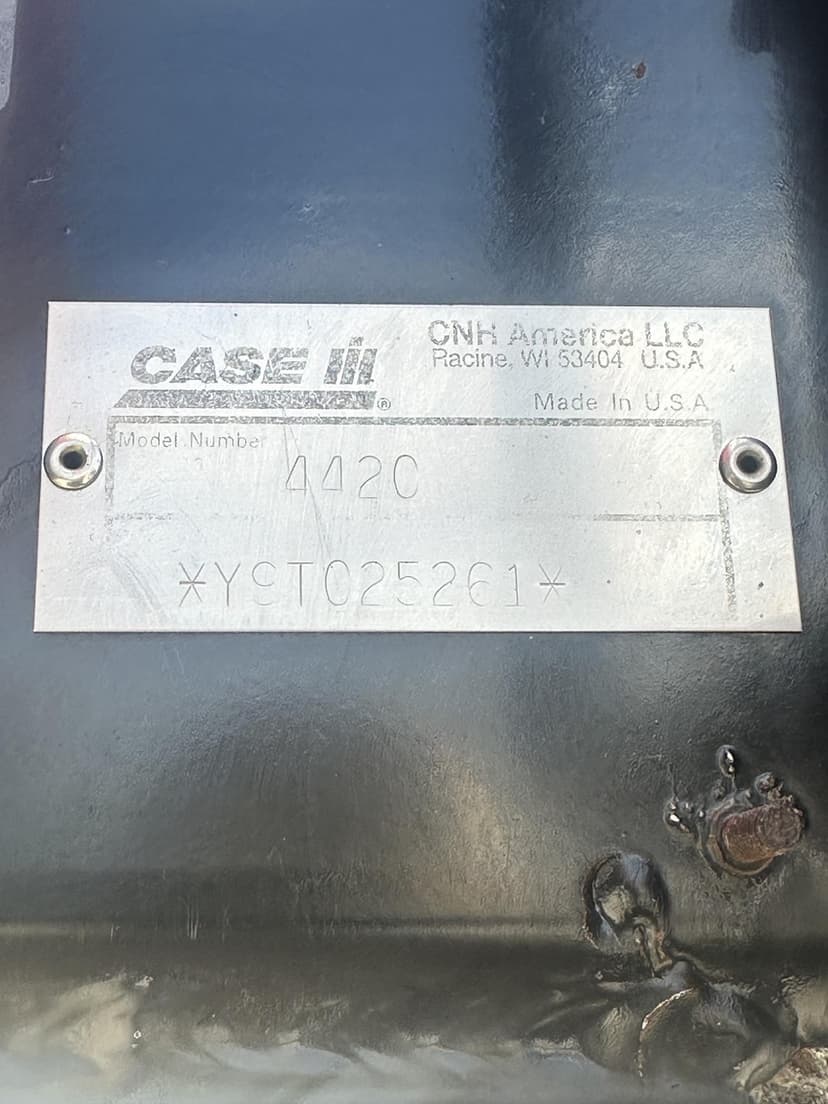 CASE IH®
CNH America LLC
Racine, WI 53404 U.S.A
Made In U.S.A
Model Number
4420
*Y9T025261*